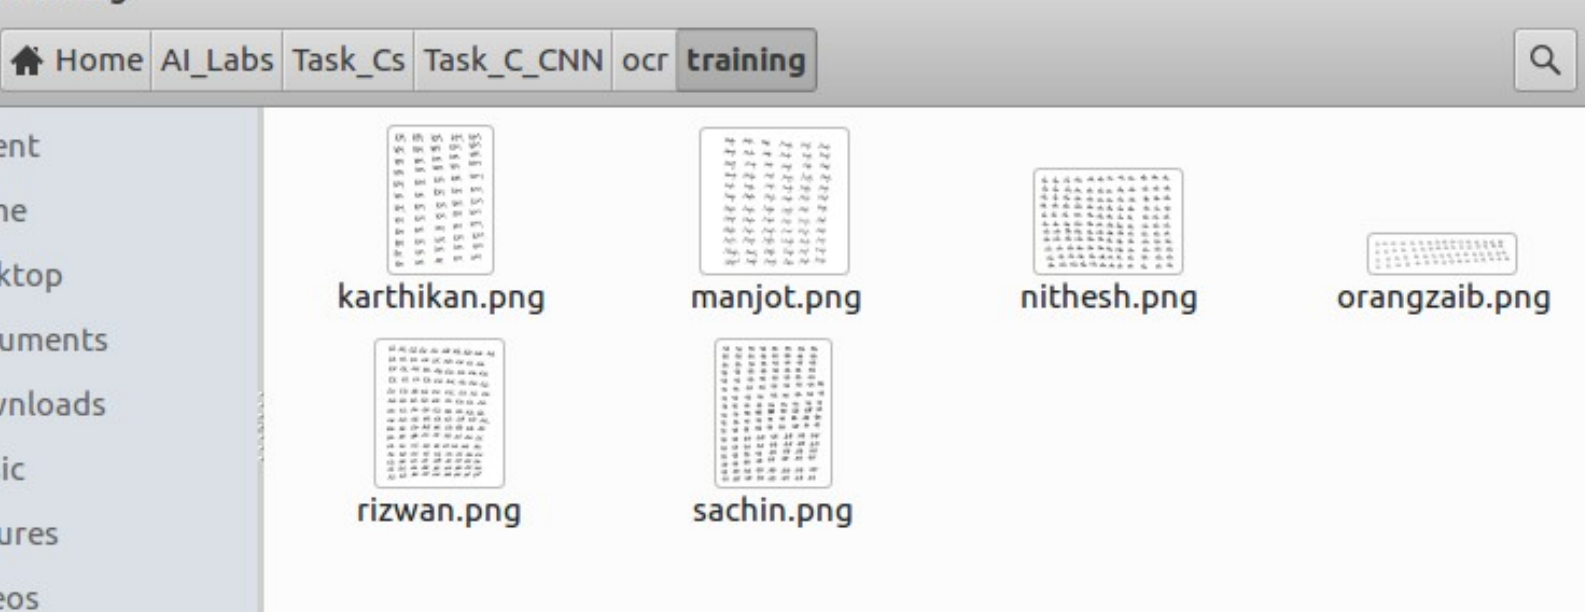 Home AI_Labs Task_Cs Task_C_CNN ocr training
ent
ne
ktop
uments
wnloads
ic
ures
eos
karthikan.png manjot.png nithesh.png orangzaib.png
rizwan.png sachin.png